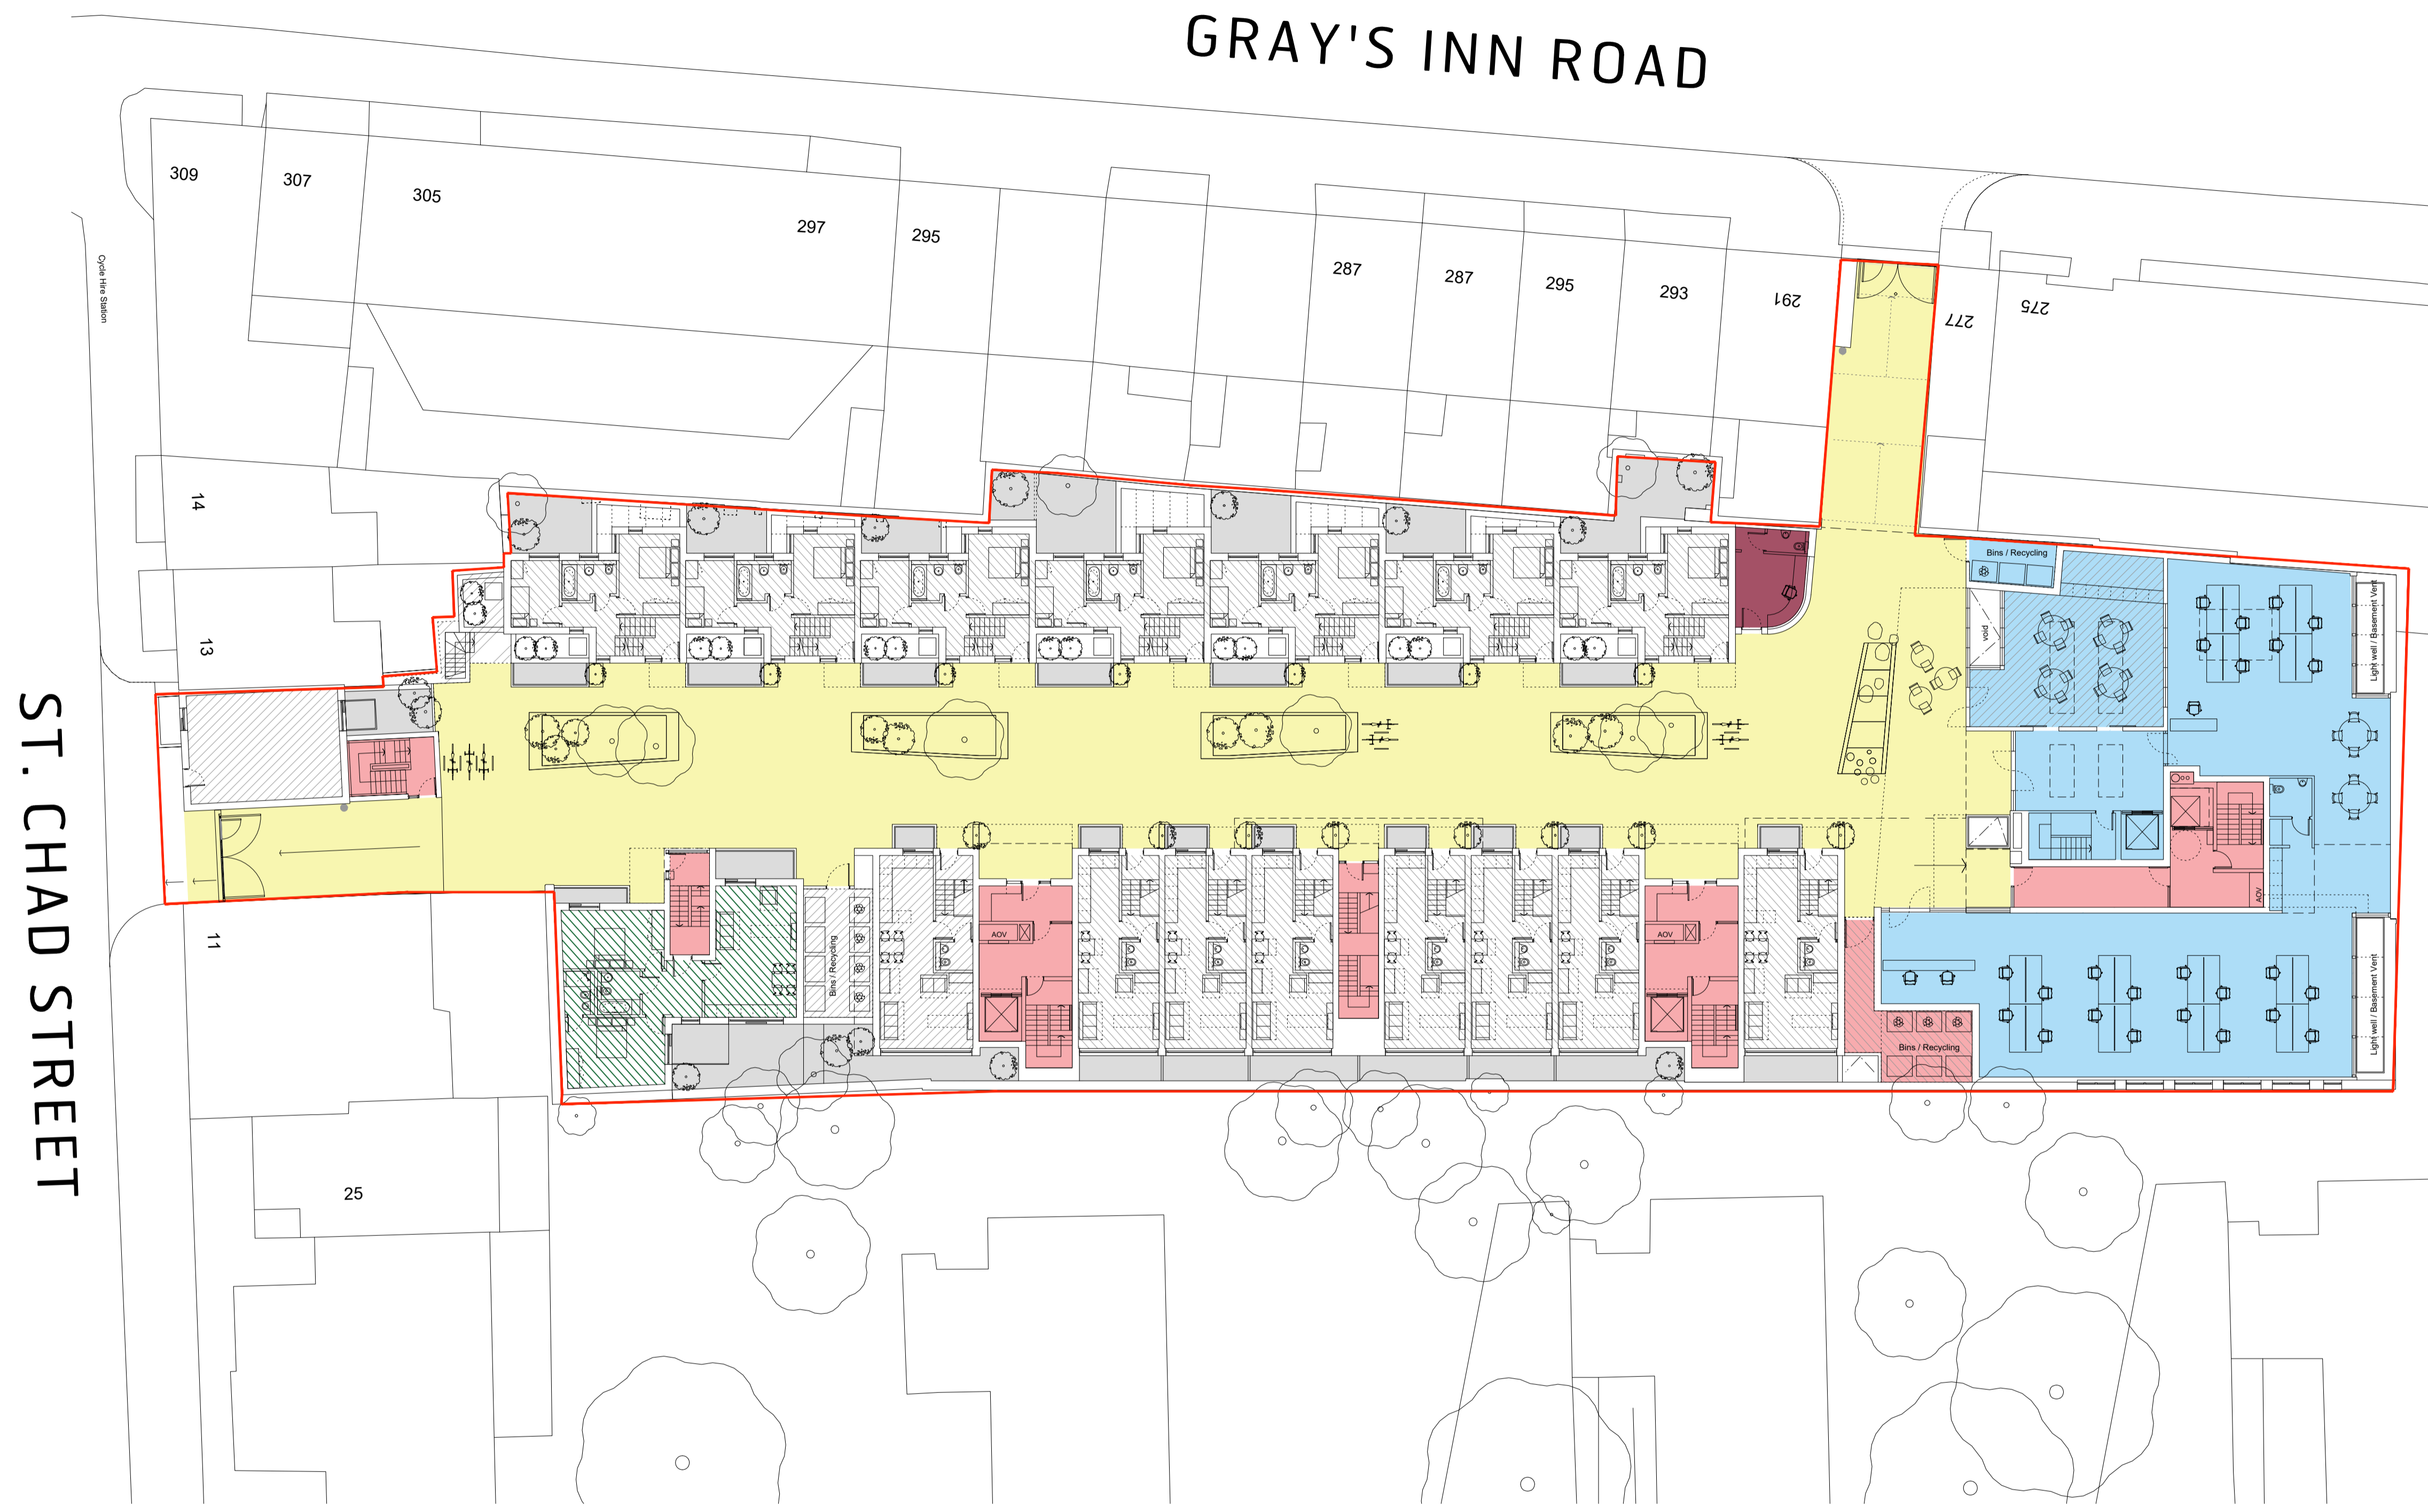 GRAY'S INN ROAD
309
307
305
297
295
287
287
295
293
291
277
275
Cycle Hire Station
14
13
ST. CHAD STREET
11
25
Bins / Recycling
void
Light well / Basement Vent
AOV
AOV
AOV
Bins / Recycling
Bins / Recycling
Light well / Basement Vent